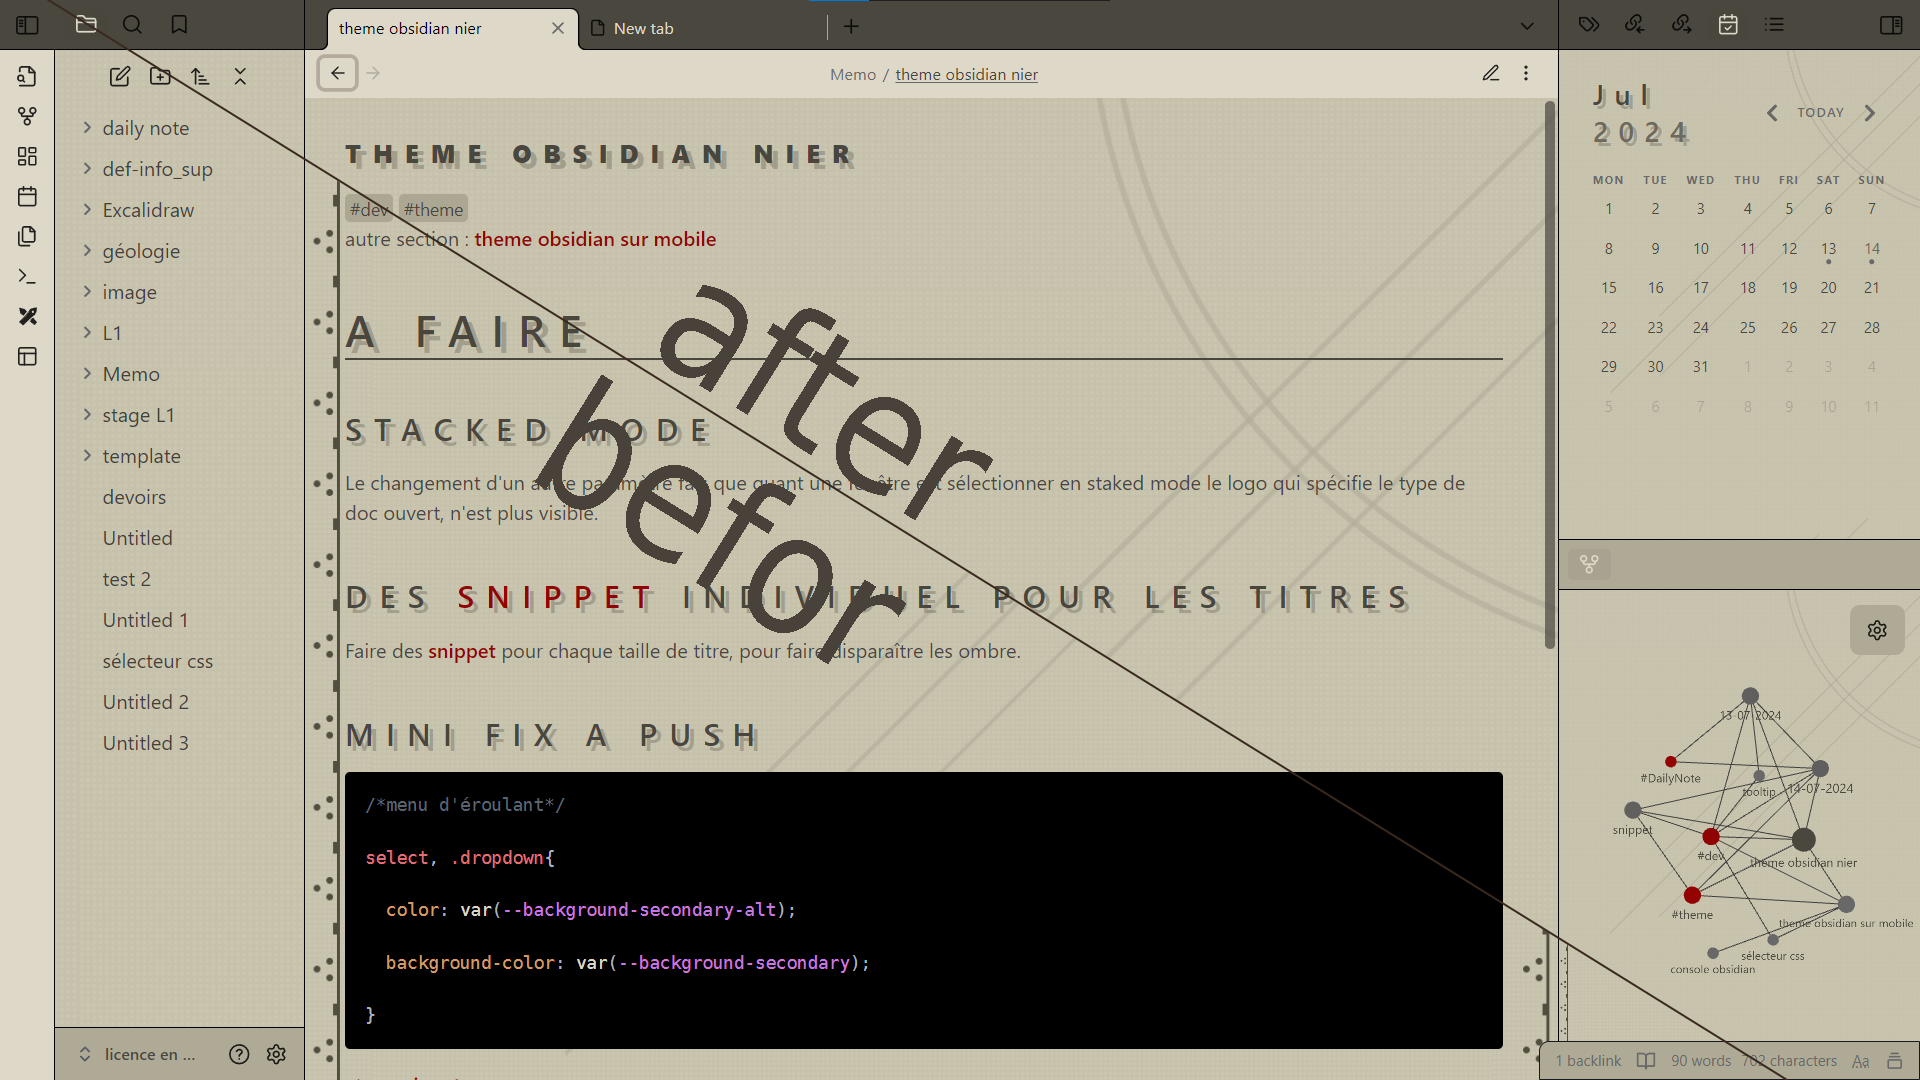 theme obsidian nier
New tab
Memo / theme obsidian nier
daily note
def-info_sup
Excalidraw
géologie
image
L1
Memo
stage L1
template
devoirs
Untitled
test 2
Untitled 1
sélecteur css
Untitled 2
Untitled 3
licence en ...
THEME OBSIDIAN NIER
#dev #theme
autre section : theme obsidian sur mobile
A FAIRE
STACKED MODE
Le changement d'un autre paramètre fait que quant une fenêtre est sélectionner en staked mode le logo qui spécifie le type de
doc ouvert, n'est plus visible.
DES SNIPPET INDIVIDUEL POUR LES TITRES
Faire des snippet pour chaque taille de titre, pour faire disparaître les ombre.
MINI FIX A PUSH
/*menu d'éroulant*/
select, .dropdown{
color: var(--background-secondary-alt);
background-color: var(--background-secondary);
}
after
befor
Jul
2024
TODAY
MON TUE WED THU FRI SAT SUN
1 2 3 4 5 6 7
8 9 10 11 12 13 14
15 16 17 18 19 20 21
22 23 24 25 26 27 28
29 30 31 1 2 3 4
5 6 7 8 9 10 11
13-07-2024
#DailyNote
tooltip
14-07-2024
snippet
#dev
theme obsidian nier
#theme
theme obsidian sur mobile
sélecteur css
console obsidian
1 backlink 90 words 702 characters Aa